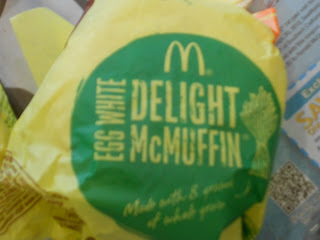 EGG WHITE
DELIGHT
McMUFFIN
Made with 8 grams
of whole grain